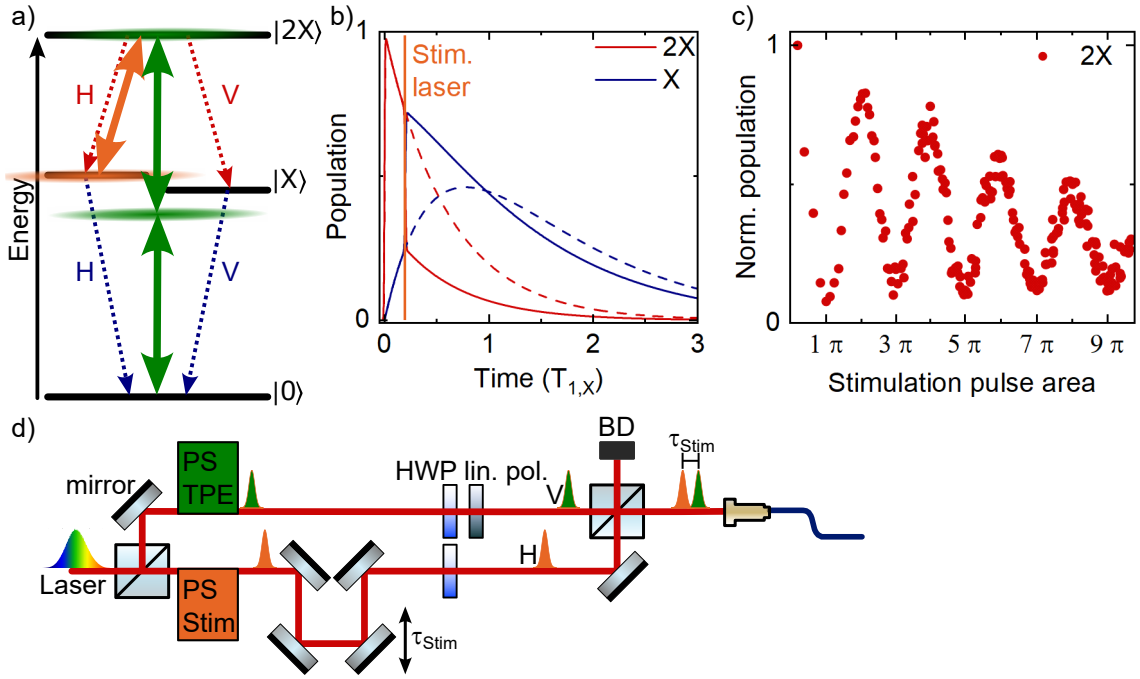 a)
|2X⟩
H
V
|X⟩
H
V
|0⟩
Energy
b)
1
0
Population
2X
X
Stim.
laser
0 1 2 3
Time (T1,X)
c)
1
0
Norm. population
2X
1 π 3 π 5 π 7 π 9 π
Stimulation pulse area
d)
mirror
PS
TPE
HWP lin. pol.
V
BD
τStim
Laser
PS
Stim
H
τStim